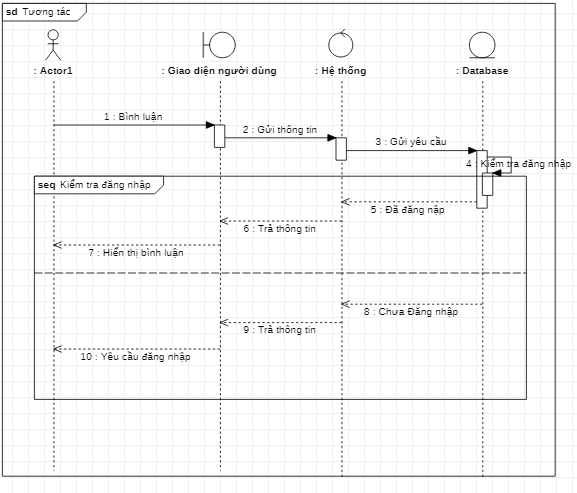 sd Tương tác
: Actor1
: Giao diện người dùng
: Hệ thống
: Database
1 : Bình luận
2 : Gửi thông tin
3 : Gửi yêu cầu
4 : Kiểm tra đăng nhập
seq Kiểm tra đăng nhập
5 : Đã đăng nập
6 : Trả thông tin
7 : Hiển thị bình luận
8 : Chưa Đăng nhập
9 : Trả thông tin
10 : Yêu cầu đăng nhập